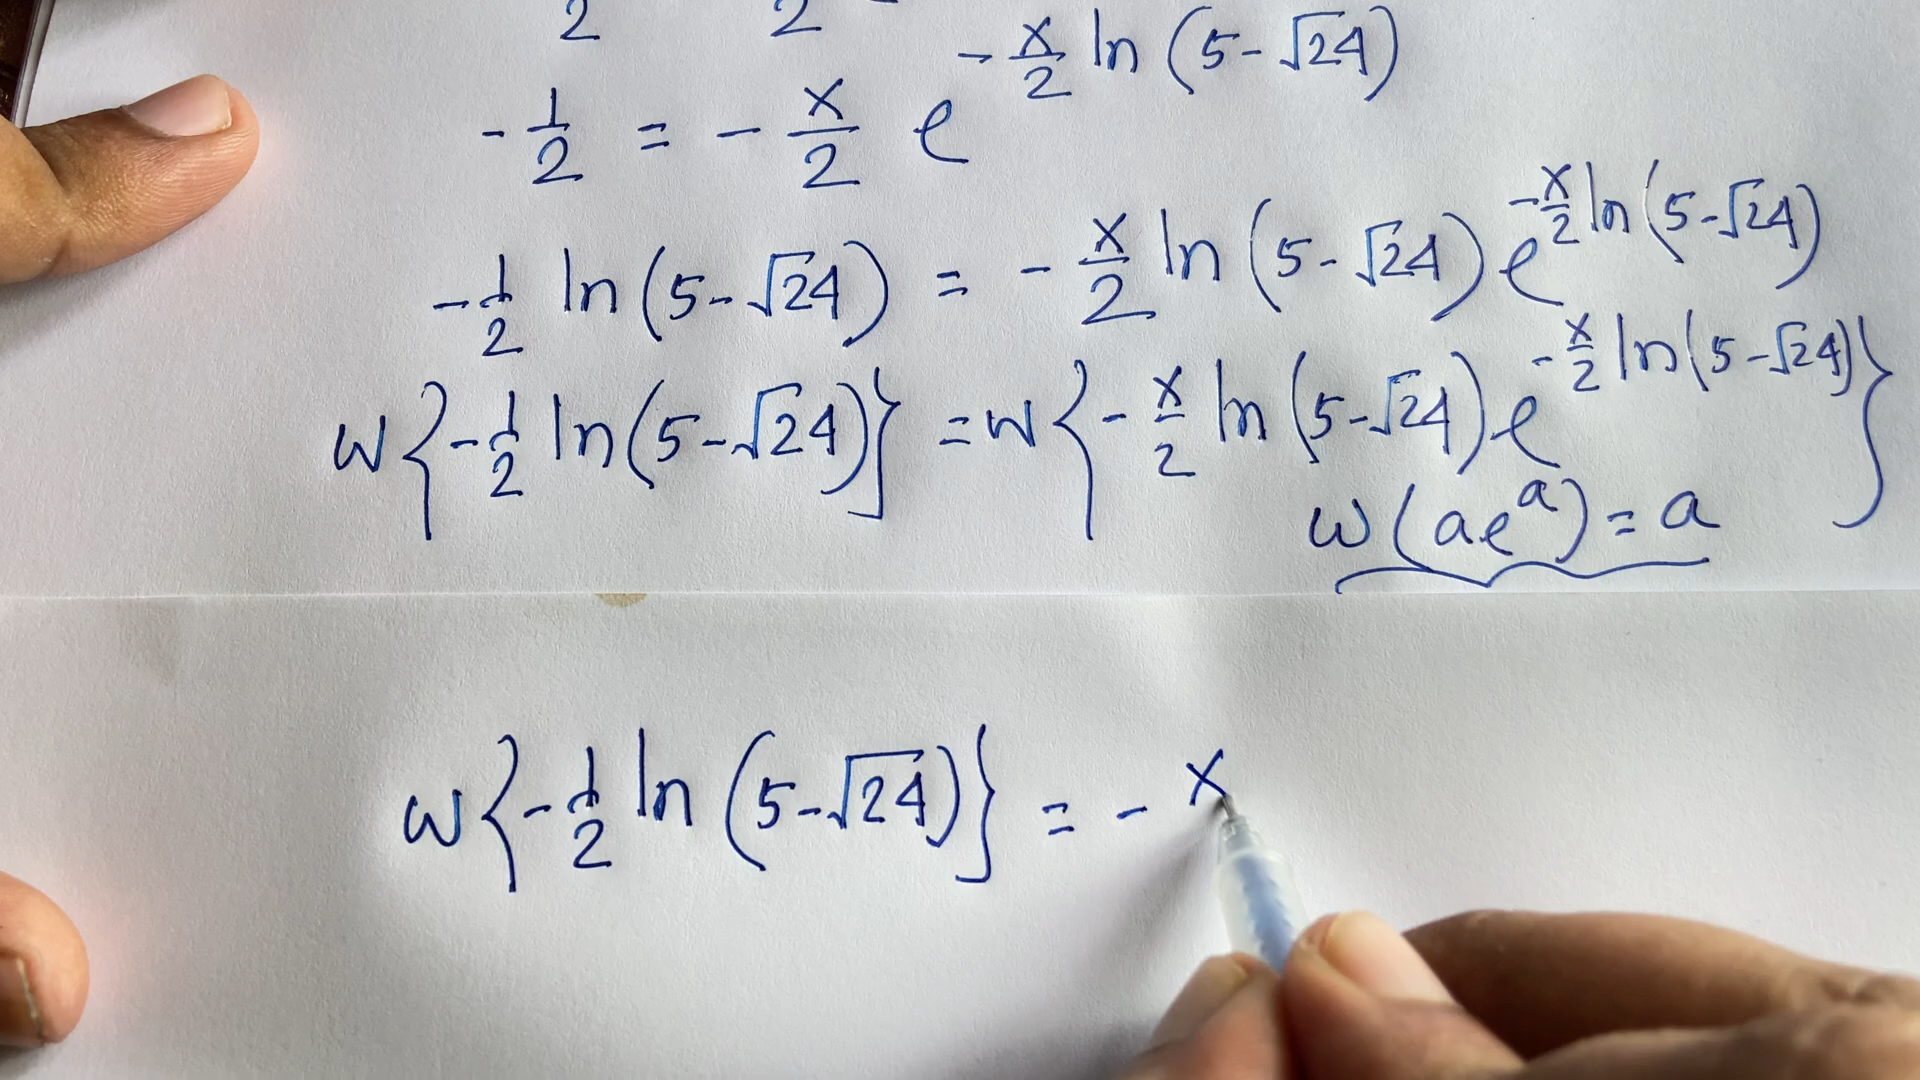 2 2
-1/2 = - x/2 e^(-x/2 ln (5-√24))
-1/2 ln (5-√24) = - x/2 ln (5-√24) e^(-x/2 ln (5-√24))
W{-1/2 ln (5-√24)} = W{- x/2 ln (5-√24) e^(-x/2 ln (5-√24))}
W(ae^a) = a
W{-1/2 ln (5-√24)} = - x